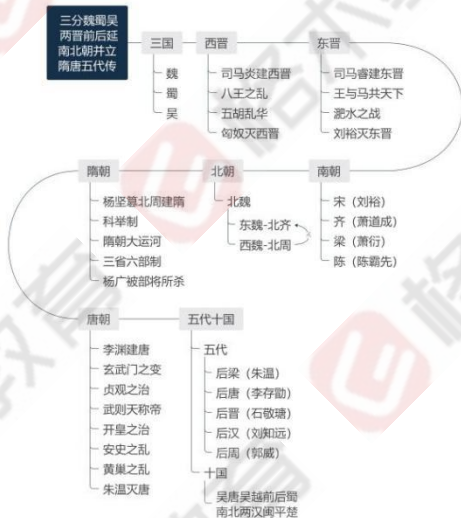 三分魏蜀吴
两晋前后延
南北朝并立
隋唐五代传
三国
魏
蜀
吴
西晋
司马炎建西晋
八王之乱
五胡乱华
匈奴灭西晋
东晋
司马睿建东晋
王与马共天下
淝水之战
刘裕灭东晋
隋朝
杨坚篡北周建隋
科举制
隋朝大运河
三省六部制
杨广被部将所杀
北朝
北魏
东魏-北齐
西魏-北周
南朝
宋（刘裕）
齐（萧道成）
梁（萧衍）
陈（陈霸先）
唐朝
李渊建唐
玄武门之变
贞观之治
武则天称帝
开皇之治
安史之乱
黄巢之乱
朱温灭唐
五代十国
五代
后梁（朱温）
后唐（李存勖）
后晋（石敬瑭）
后汉（刘知远）
后周（郭威）
十国
吴唐吴越前后蜀
南北两汉闽平楚
教育
教育